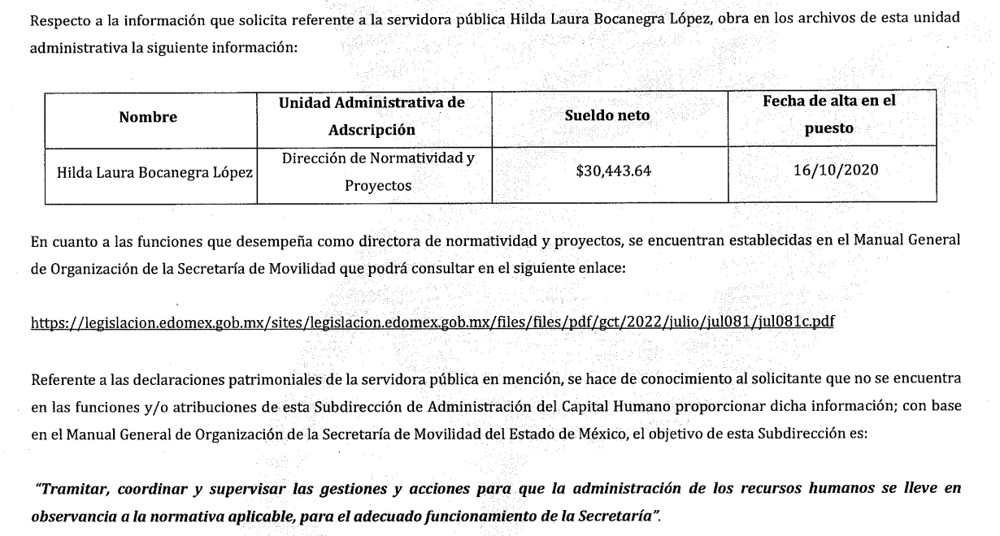 Respecto a la información que solicita referente a la servidora pública Hilda Laura Bocanegra López, obra en los archivos de esta unidad
administrativa la siguiente información:
Nombre
Unidad Administrativa de
Adscripción
Sueldo neto
Fecha de alta en el
puesto
Hilda Laura Bocanegra López
Dirección de Normatividad y
Proyectos
$30,443.64
16/10/2020
En cuanto a las funciones que desempeña como directora de normatividad y proyectos, se encuentran establecidas en el Manual General
de Organización de la Secretaría de Movilidad que podrá consultar en el siguiente enlace:
https://legislacion.edomex.gob.mx/sites/legislacion.edomex.gob.mx/files/files/pdf/gct/2022/julio/jul081/jul081c.pdf
Referente a las declaraciones patrimoniales de la servidora pública en mención, se hace de conocimiento al solicitante que no se encuentra
en las funciones y/o atribuciones de esta Subdirección de Administración del Capital Humano proporcionar dicha información; con base
en el Manual General de Organización de la Secretaría de Movilidad del Estado de México, el objetivo de esta Subdirección es:
"Tramitar, coordinar y supervisar las gestiones y acciones para que la administración de los recursos humanos se lleve en
observancia a la normativa aplicable, para el adecuado funcionamiento de la Secretaría".